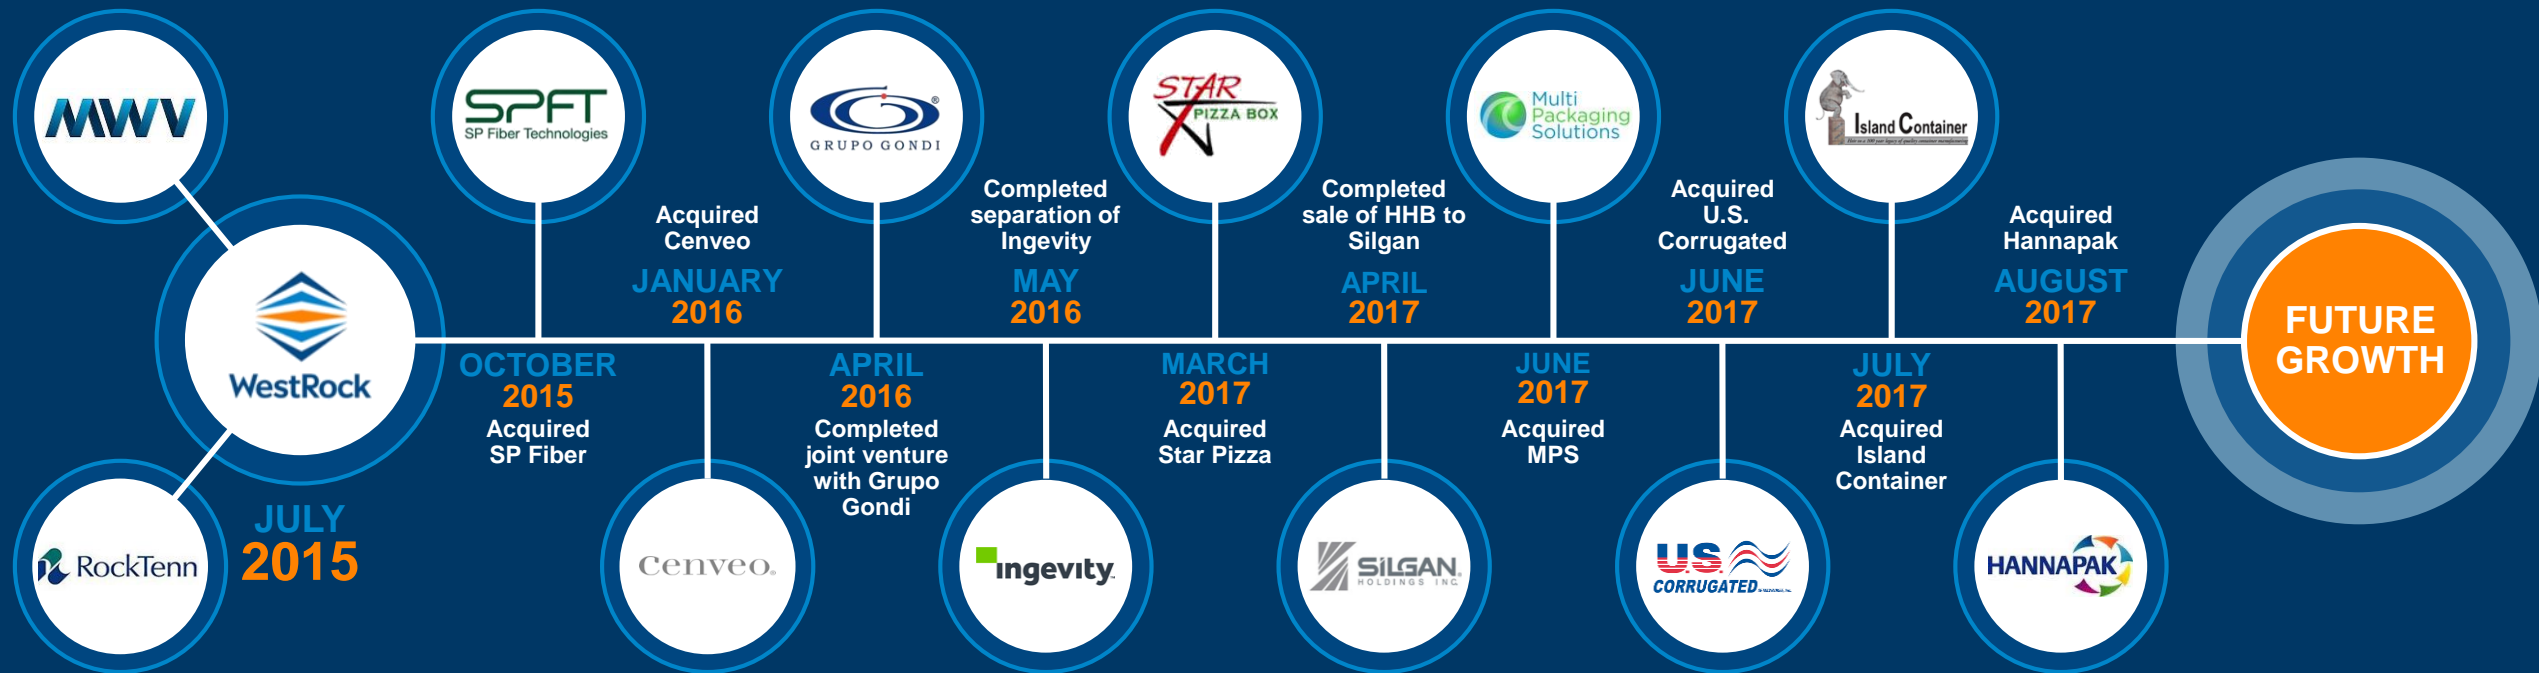 MWV
WestRock
RockTenn
JULY
2015
SPFT
SP Fiber Technologies
OCTOBER
2015
Acquired
SP Fiber
Acquired
Cenveo
JANUARY
2016
cenveo®
GRUPO GONDI
®
APRIL
2016
Completed
joint venture
with Grupo
Gondi
Completed
separation of
Ingevity
MAY
2016
ingevity
STAR
PIZZA BOX
MARCH
2017
Acquired
Star Pizza
Completed
sale of HHB to
Silgan
APRIL
2017
SILGAN
HOLDINGS INC.
Multi
Packaging
Solutions
JUNE
2017
Acquired
MPS
Acquired
U.S.
Corrugated
JUNE
2017
U.S.
CORRUGATED
Island Container
JULY
2017
Acquired
Island
Container
Acquired
Hannapak
AUGUST
2017
HANNAPAK
FUTURE
GROWTH